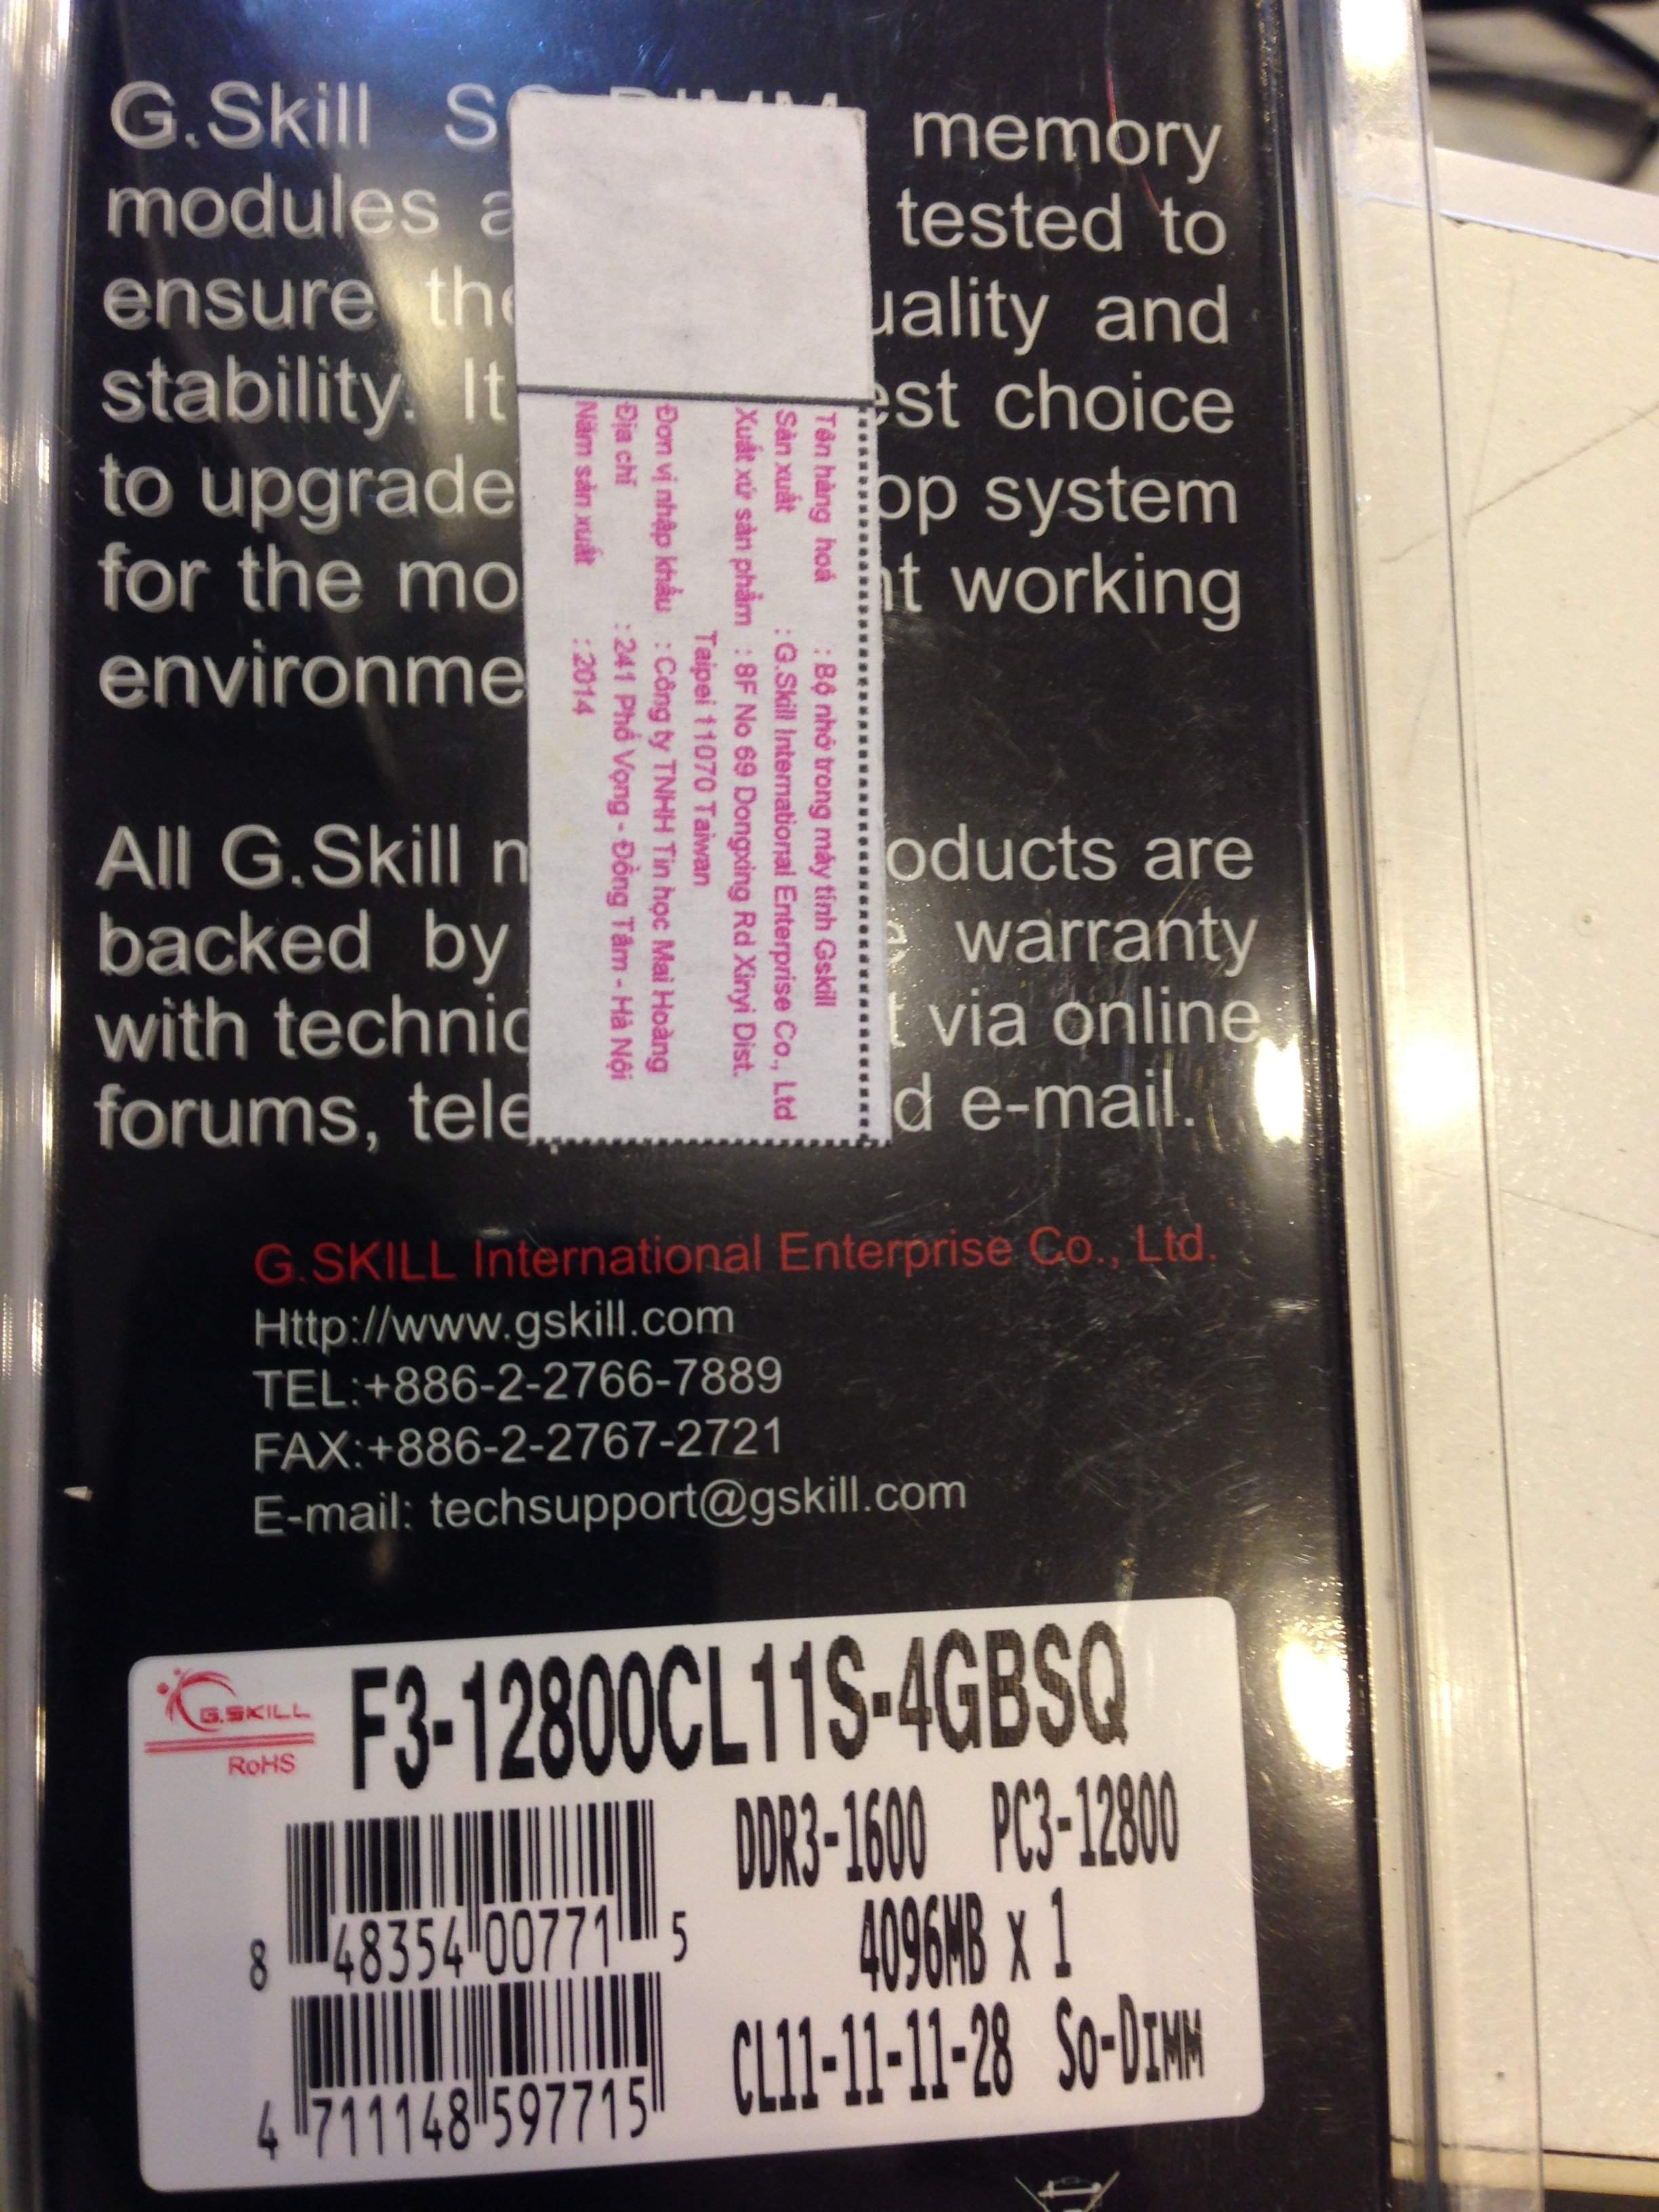 G.Skill SO-DIMM memory
modules a tested to
ensure the uality and
stability. It est choice
to upgrade op system
for the mo nt working
environme
All G.Skill m oducts are
backed by e warranty
with technic t via online
forums, tele d e-mail.
Tên hàng hoá : Bộ nhớ trong máy tính Gskill
Sản xuất : G.Skill International Enterprise Co., Ltd
Xuất xứ sản phẩm : 8F No 69 Dongxing Rd Xinyi Dist.
Taipei 11070 Taiwan
Đơn vị nhập khẩu : Công ty TNHH Tin học Mai Hoàng
Địa chỉ : 241 Phố Vọng - Đồng Tâm - Hà Nội
Năm sản xuất : 2014
G.SKILL International Enterprise Co., Ltd.
Http://www.gskill.com
TEL:+886-2-2766-7889
FAX:+886-2-2767-2721
E-mail: techsupport@gskill.com
G.SKILL
RoHS
F3-12800CL11S-4GBSQ
DDR3-1600 PC3-12800
4096MB x 1
CL11-11-11-28 So-DIMM
8 48354 00771 5
4 711148 597715